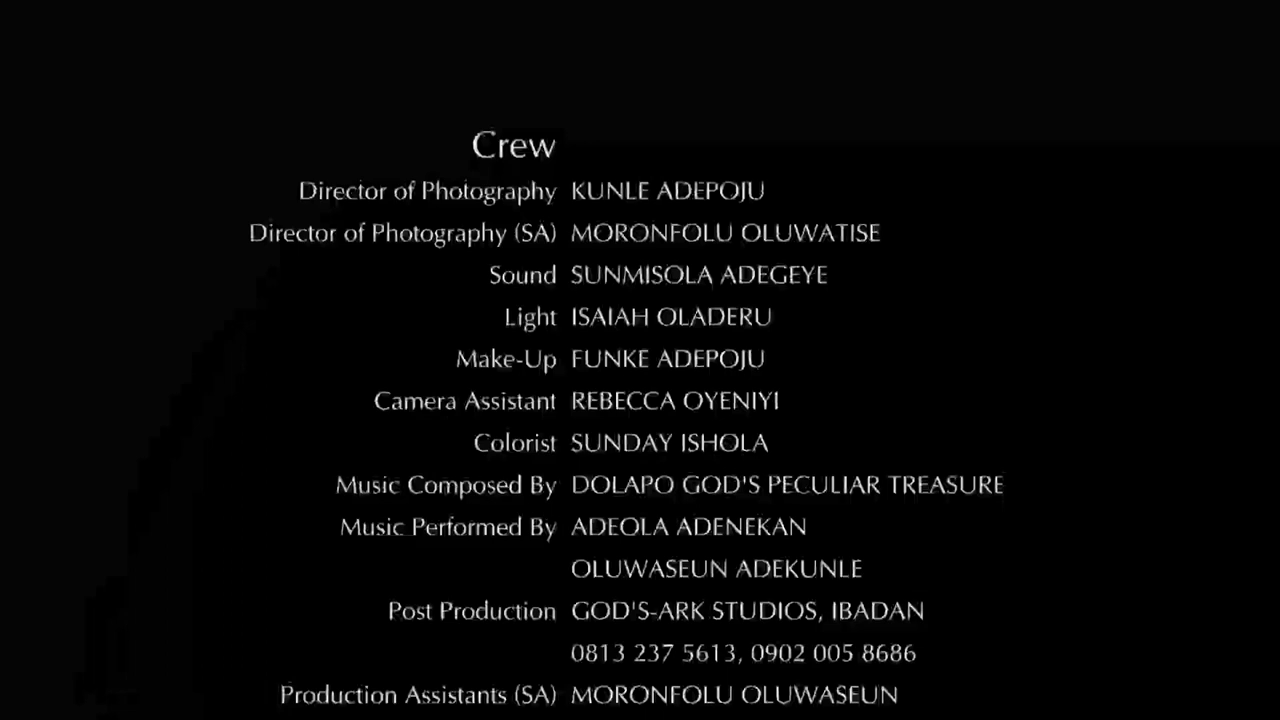 Crew
Director of Photography KUNLE ADEPOJU
Director of Photography (SA) MORONFOLU OLUWATISE
Sound SUNMISOLA ADEGEYE
Light ISAIAH OLADERU
Make-Up FUNKE ADEPOJU
Camera Assistant REBECCA OYENIYI
Colorist SUNDAY ISHOLA
Music Composed By DOLAPO GOD'S PECULIAR TREASURE
Music Performed By ADEOLA ADENEKAN
OLUWASEUN ADEKUNLE
Post Production GOD'S-ARK STUDIOS, IBADAN
0813 237 5613, 0902 005 8686
Production Assistants (SA) MORONFOLU OLUWASEUN